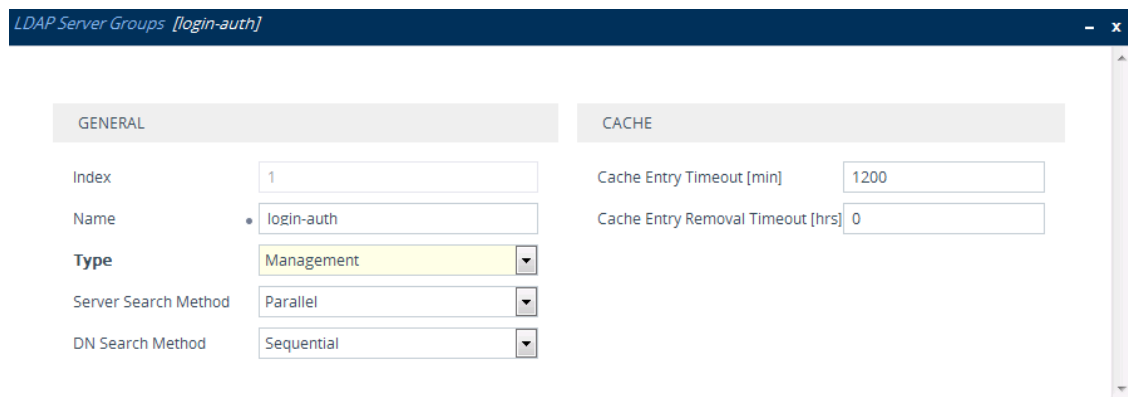 LDAP Server Groups [login-auth]
– x
GENERAL
Index 1
Name login-auth
Type Management
Server Search Method Parallel
DN Search Method Sequential
CACHE
Cache Entry Timeout [min] 1200
Cache Entry Removal Timeout [hrs] 0